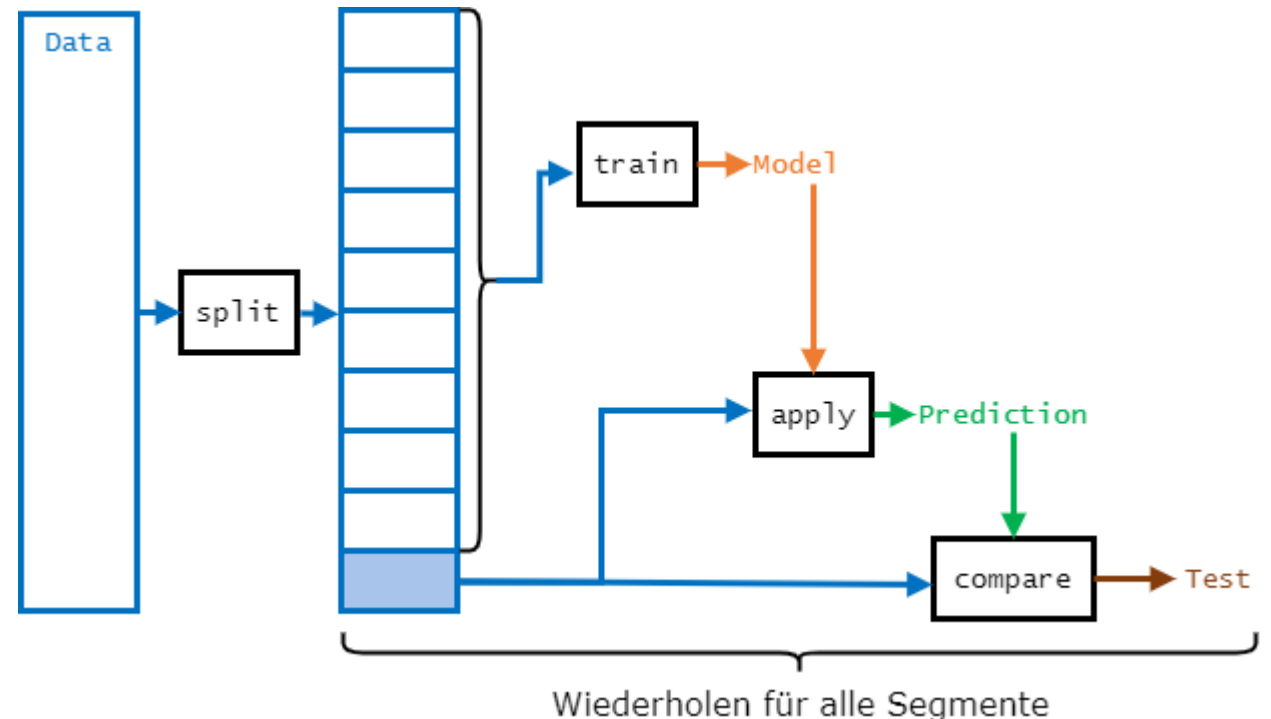 Data
split
train
Model
apply
Prediction
compare
Test
Wiederholen für alle Segmente